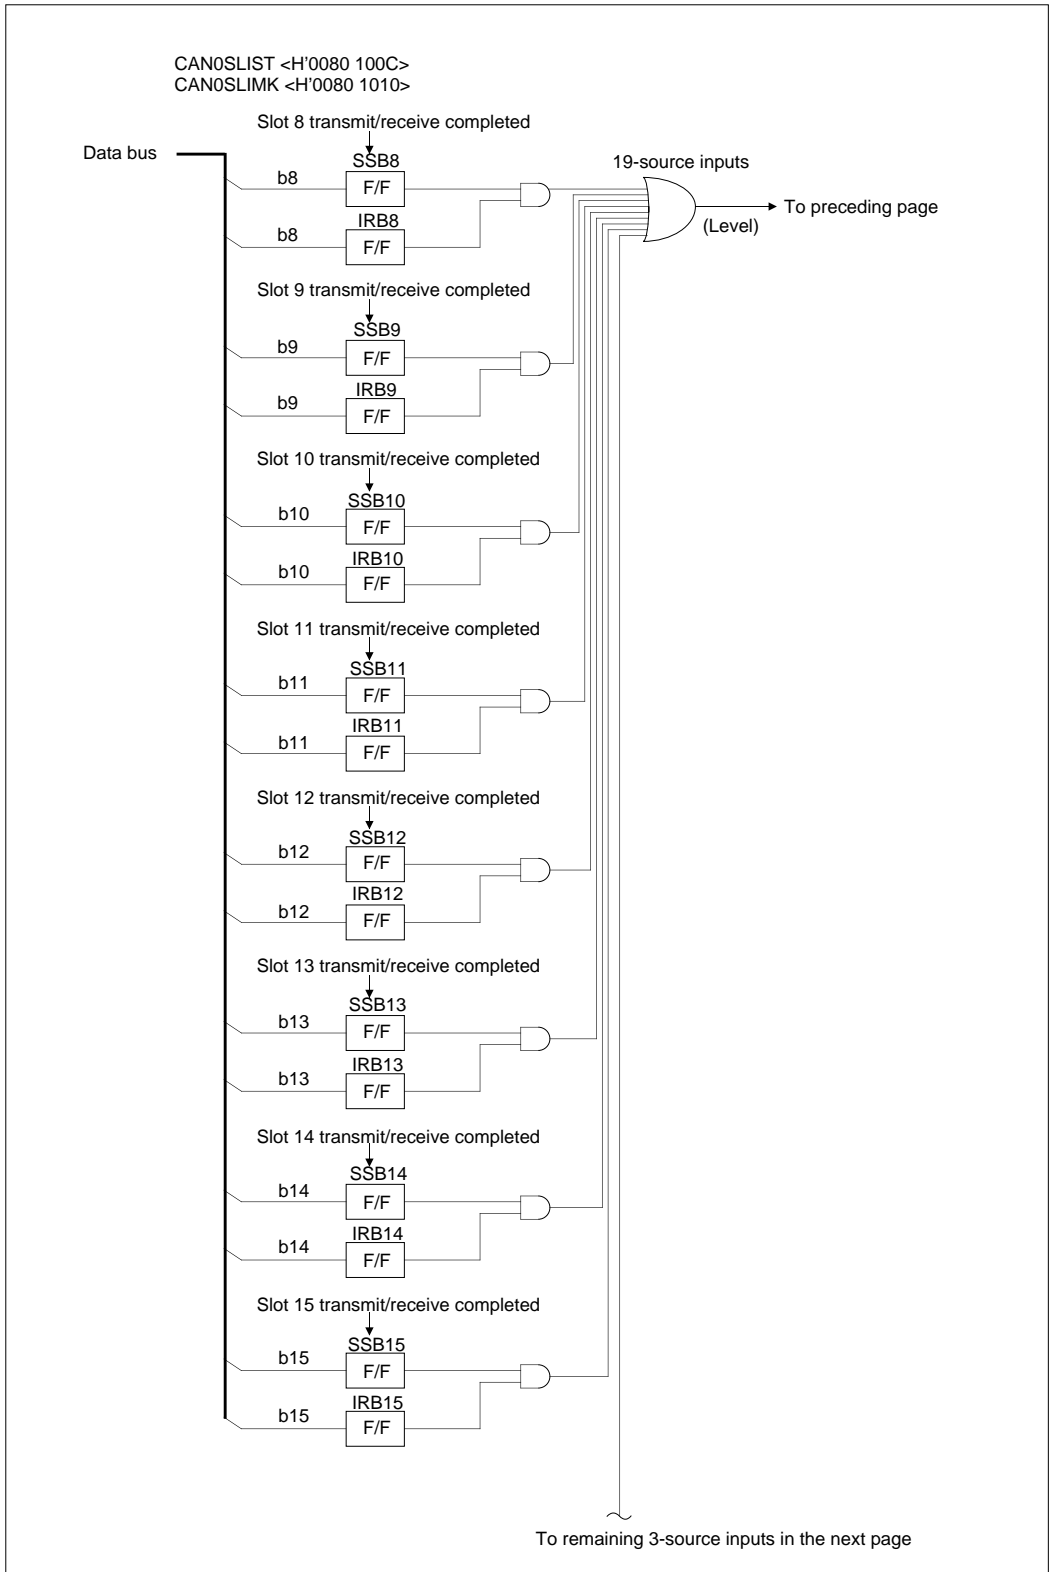 CAN0SLIST <H'0080 100C>
CAN0SLIMK <H'0080 1010>
Slot 8 transmit/receive completed
Data bus
19-source inputs
SSB8
b8
F/F
To preceding page
(Level)
IRB8
b8
F/F
Slot 9 transmit/receive completed
SSB9
b9
F/F
IRB9
b9
F/F
Slot 10 transmit/receive completed
SSB10
b10
F/F
IRB10
b10
F/F
Slot 11 transmit/receive completed
SSB11
b11
F/F
IRB11
b11
F/F
Slot 12 transmit/receive completed
SSB12
b12
F/F
IRB12
b12
F/F
Slot 13 transmit/receive completed
SSB13
b13
F/F
IRB13
b13
F/F
Slot 14 transmit/receive completed
SSB14
b14
F/F
IRB14
b14
F/F
Slot 15 transmit/receive completed
SSB15
b15
F/F
IRB15
b15
F/F
To remaining 3-source inputs in the next page